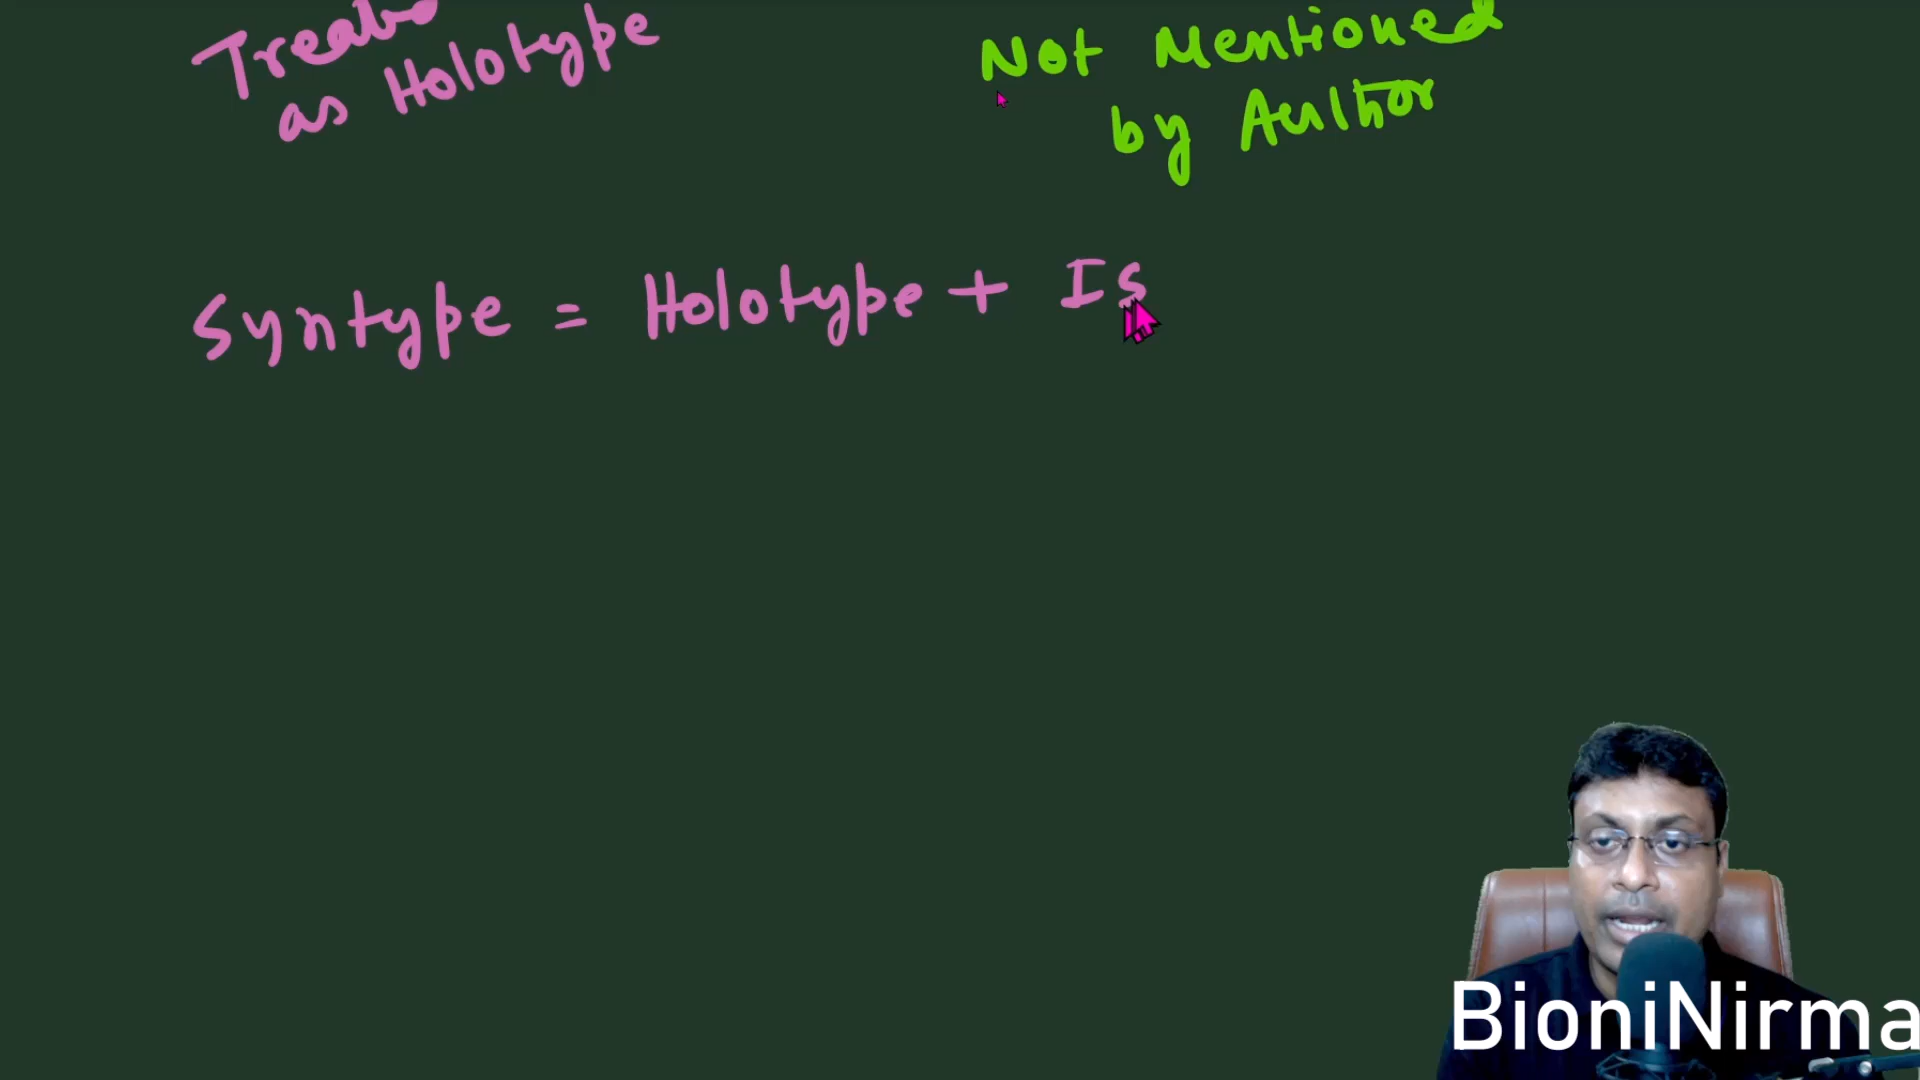 as Holotype
Not Mentioned
by Author
Syntype = Holotype + Is
BioniNirma